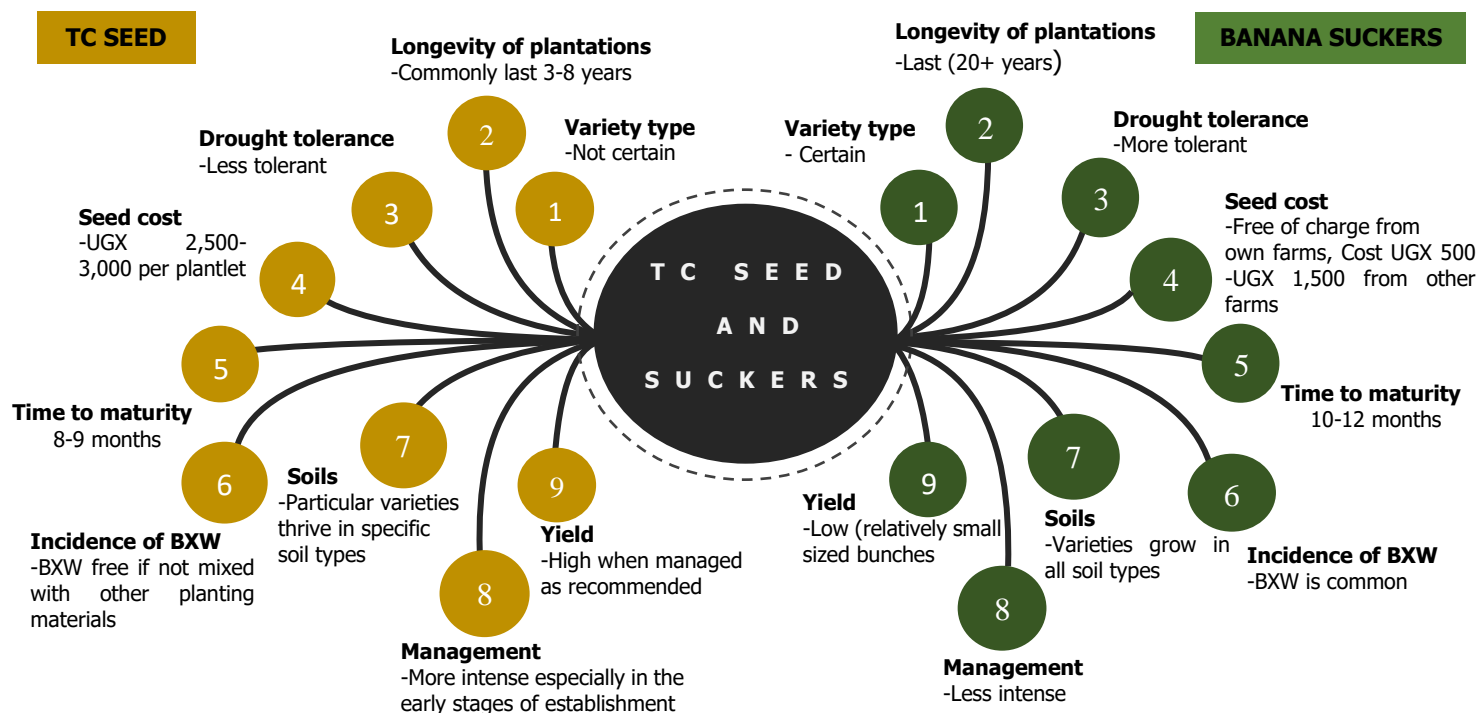 TC SEED
BANANA SUCKERS
Longevity of plantations
-Commonly last 3-8 years
2
Variety type
-Not certain
1
Drought tolerance
-Less tolerant
3
Seed cost
-UGX 2,500-
3,000 per plantlet
4
5
Time to maturity
8-9 months
6
Incidence of BXW
-BXW free if not mixed
with other planting
materials
7
Soils
-Particular varieties
thrive in specific
soil types
8
Management
-More intense especially in the
early stages of establishment
9
Yield
-High when managed
as recommended
TC SEED
AND
SUCKERS
Longevity of plantations
-Last (20+ years)
2
Variety type
- Certain
1
Drought tolerance
-More tolerant
3
Seed cost
-Free of charge from
own farms, Cost UGX 500
-UGX 1,500 from other
farms
4
5
Time to maturity
10-12 months
6
Incidence of BXW
-BXW is common
7
Soils
-Varieties grow in
all soil types
8
Management
-Less intense
9
Yield
-Low (relatively small
sized bunches